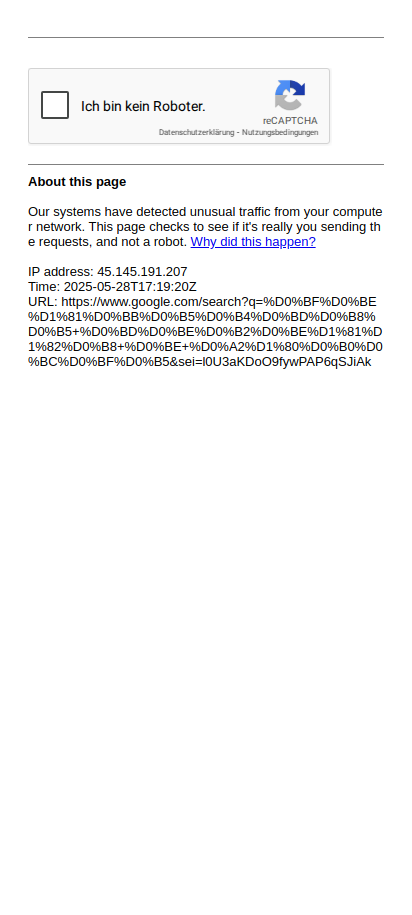 Ich bin kein Roboter.
reCAPTCHA
Datenschutzerklärung - Nutzungsbedingungen
About this page
Our systems have detected unusual traffic from your compute
r network. This page checks to see if it's really you sending th
e requests, and not a robot. Why did this happen?
IP address: 45.145.191.207
Time: 2025-05-28T17:19:20Z
URL: https://www.google.com/search?q=%D0%BF%D0%BE
%D1%81%D0%BB%D0%B5%D0%B4%D0%BD%D0%B8%
D0%B5+%D0%BD%D0%BE%D0%B2%D0%BE%D1%81%D
1%82%D0%B8+%D0%BE+%D0%A2%D1%80%D0%B0%D0
%BC%D0%BF%D0%B5&sei=l0U3aKDoO9fywPAP6qSJiAk